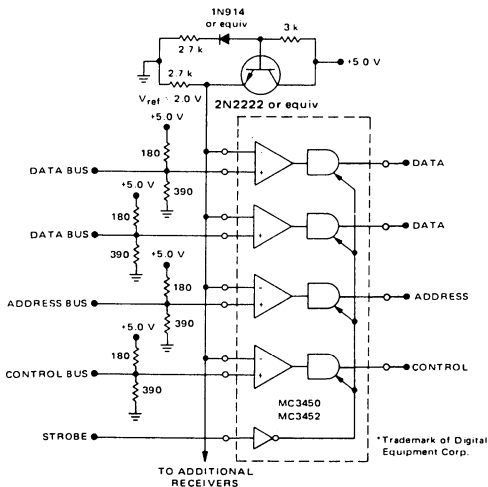 1N914
or equiv
3 k
2.7 k
+5.0 V
2.7 k
Vref = 2.0 V
2N2222 or equiv
+5.0 V
180
DATA BUS
DATA
390
+5.0 V
180
DATA BUS
DATA
390
+5.0 V
180
ADDRESS BUS
ADDRESS
390
+5.0 V
180
CONTROL BUS
CONTROL
390
MC3450
MC3452
STROBE
*Trademark of Digital
Equipment Corp.
TO ADDITIONAL
RECEIVERS
- 
+
-
+
-
+
-
+